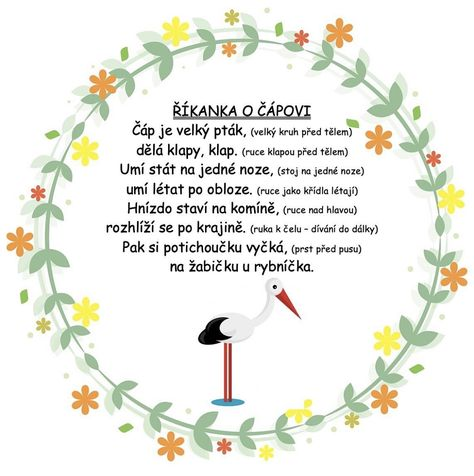 ŘÍKANKA O ČÁPOVI
Čáp je velký pták, (velký kruh před tělem)
dělá klapy, klap. (ruce klapou před tělem)
Umí stát na jedné noze, (stoj na jedné noze)
umí létat po obloze. (ruce jako křídla létají)
Hnízdo staví na komíně, (ruce nad hlavou)
rozhlíží se po krajině. (ruka k čelu – dívání do dálky)
Pak si potichoučku vyčká, (prst před pusu)
na žabičku u rybníčka.